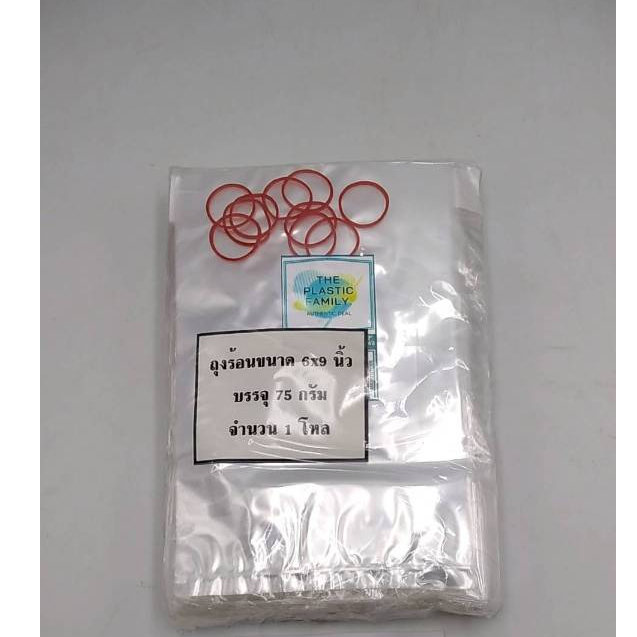 THE
PLASTIC
FAMILY
AUTHENTIC DEAL
ถุงร้อนขนาด 6x9 นิ้ว
บรรจุ 75 กรัม
จำนวน 1 โหล